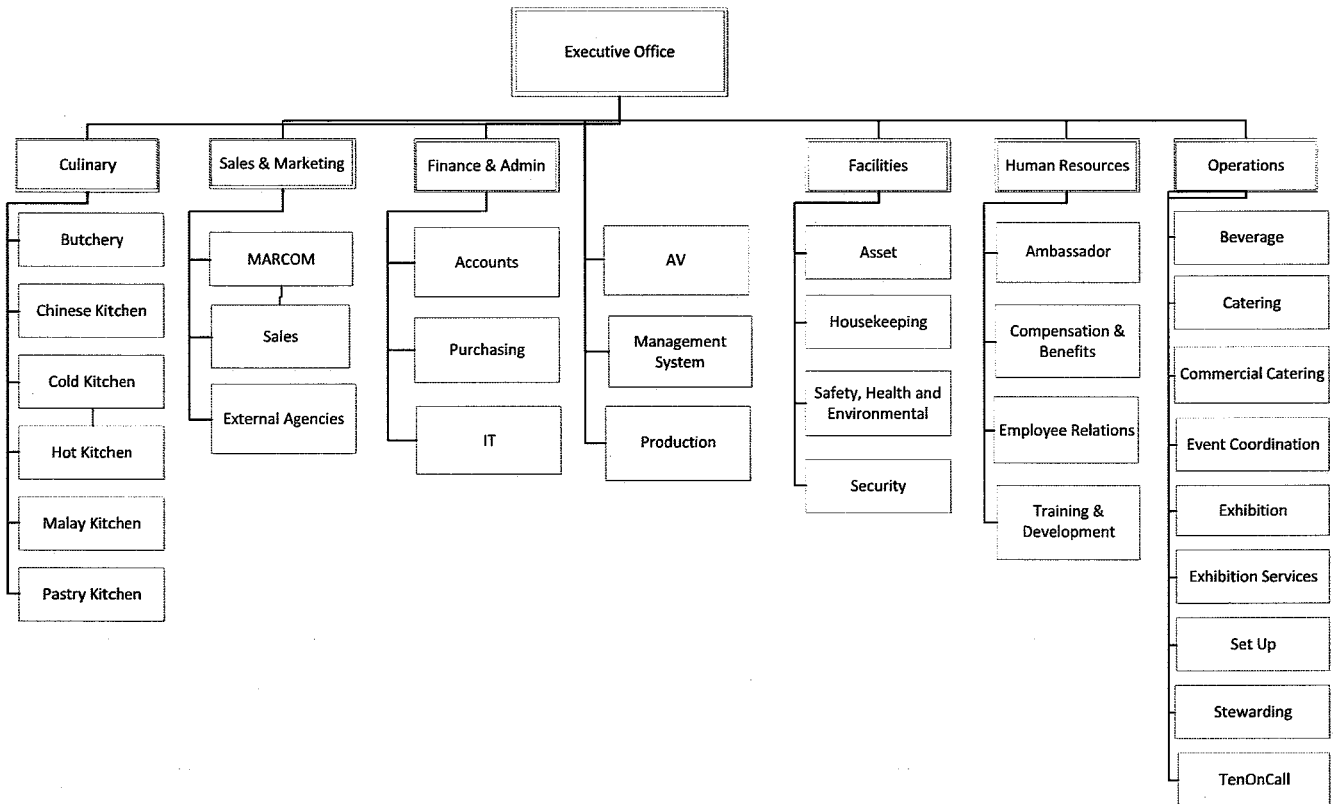 Executive Office
Culinary
Sales & Marketing
Finance & Admin
Facilities
Human Resources
Operations
Butchery
Chinese Kitchen
Cold Kitchen
Hot Kitchen
Malay Kitchen
Pastry Kitchen
MARCOM
Sales
External Agencies
Accounts
Purchasing
IT
AV
Management
System
Production
Asset
Housekeeping
Safety, Health and
Environmental
Security
Ambassador
Compensation &
Benefits
Employee Relations
Training &
Development
Beverage
Catering
Commercial Catering
Event Coordination
Exhibition
Exhibition Services
Set Up
Stewarding
TenOnCall